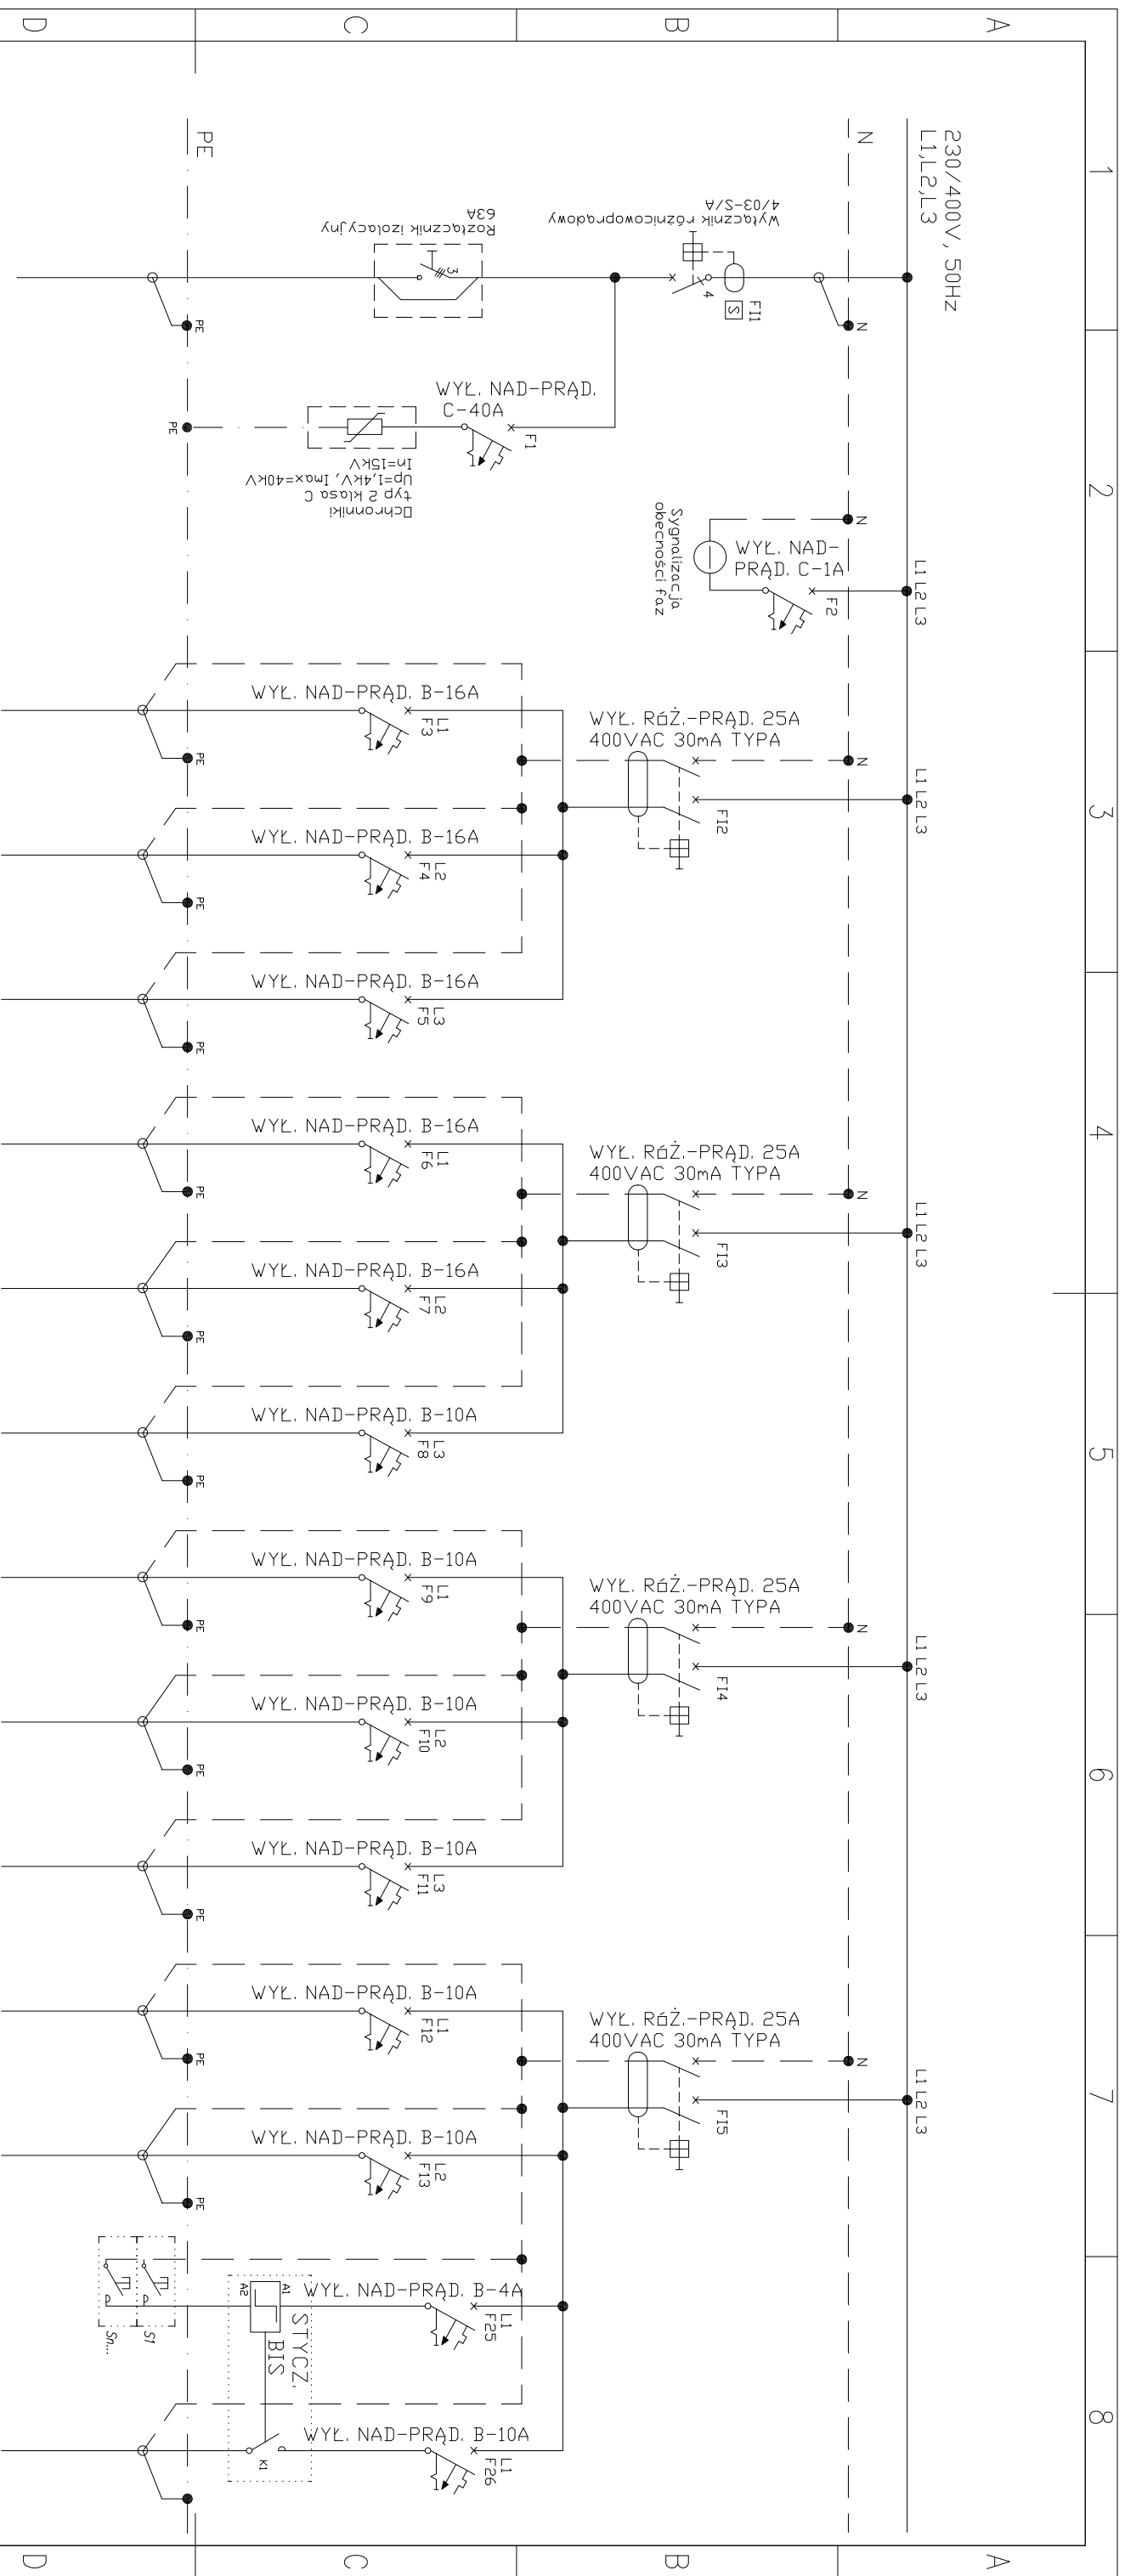 1
2
3
4
5
6
7
8
A
B
C
D
A
B
C
D
230/400V, 50Hz
L1,L2,L3
N
PE
N
FI1
S
4
Wyłącznik różnicowoprądowy
4/03-S/A
3
Rozłącznik izolacyjny
63A
PE
WYŁ. NAD-PRĄD.
C-40A
F1
Ochronniki
typ 2 klasa C
Up=1,4kV, Imax=40kV
In=15kV
PE
N
L1 L2 L3
WYŁ. NAD-
PRĄD. C-1A
F2
Sygnalizacja
obecności faz
L1 L2 L3
N
WYŁ. RóŻ.-PRĄD. 25A
400VAC 30mA TYPA
FI2
WYŁ. NAD-PRĄD. B-16A
L1
F3
PE
WYŁ. NAD-PRĄD. B-16A
L2
F4
PE
WYŁ. NAD-PRĄD. B-16A
L3
F5
PE
L1 L2 L3
N
WYŁ. RóŻ.-PRĄD. 25A
400VAC 30mA TYPA
FI3
WYŁ. NAD-PRĄD. B-16A
L1
F6
PE
WYŁ. NAD-PRĄD. B-16A
L2
F7
PE
WYŁ. NAD-PRĄD. B-10A
L3
F8
PE
L1 L2 L3
N
WYŁ. RóŻ.-PRĄD. 25A
400VAC 30mA TYPA
FI4
WYŁ. NAD-PRĄD. B-10A
L1
F9
PE
WYŁ. NAD-PRĄD. B-10A
L2
F10
PE
WYŁ. NAD-PRĄD. B-10A
L3
F11
PE
L1 L2 L3
N
WYŁ. RóŻ.-PRĄD. 25A
400VAC 30mA TYPA
FI5
WYŁ. NAD-PRĄD. B-10A
L1
F12
PE
WYŁ. NAD-PRĄD. B-10A
L2
F13
PE
WYŁ. NAD-PRĄD. B-4A
L1
F25
A1
A2
STYCZ.
BIS
S1
Sn...
WYŁ. NAD-PRĄD. B-10A
L1
F26
K1